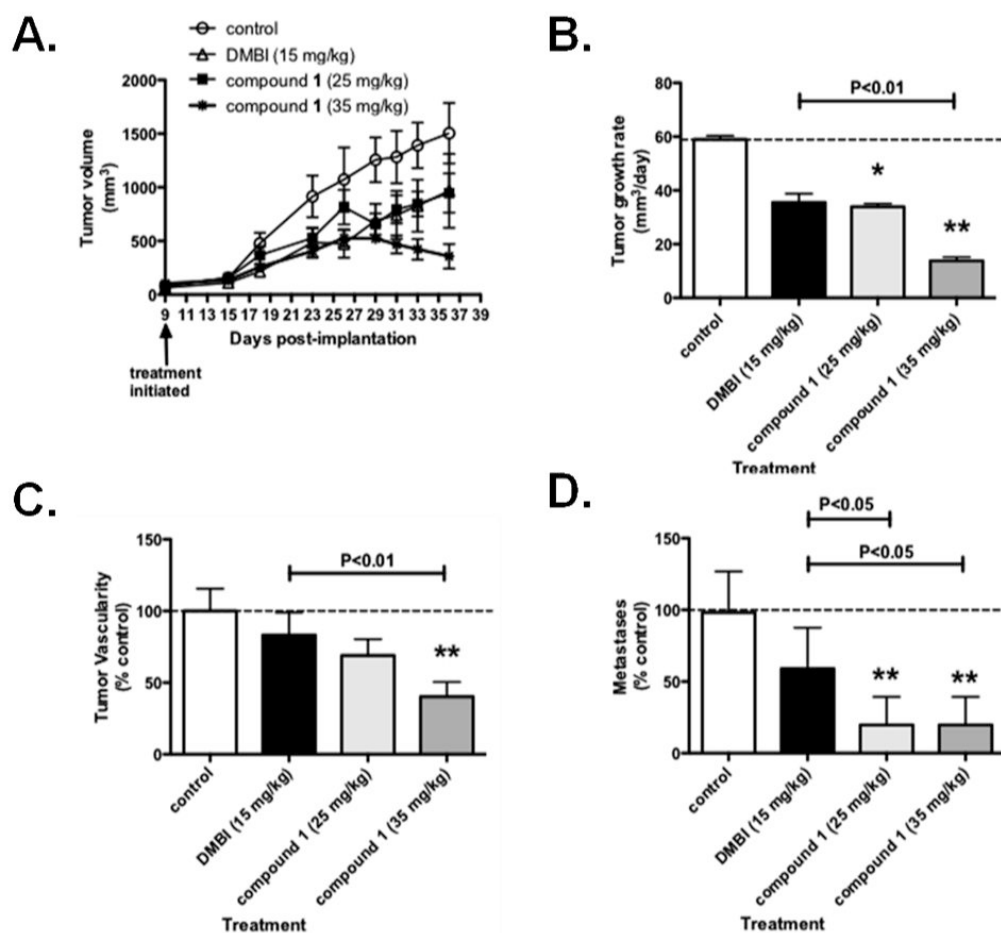 A.
control
DMBI (15 mg/kg)
compound 1 (25 mg/kg)
compound 1 (35 mg/kg)
2000
1500
1000
500
0
Tumor volume
(mm³)
9 11 13 15 17 19 21 23 25 27 29 31 33 35 37 39
Days post-implantation
treatment
initiated
B.
P<0.01
80
60
40
20
0
Tumor growth rate
(mm³/day)
*
**
control
DMBI (15 mg/kg)
compound 1 (25 mg/kg)
compound 1 (35 mg/kg)
Treatment
C.
P<0.01
150
100
50
0
Tumor Vascularity
(% control)
**
control
DMBI (15 mg/kg)
compound 1 (25 mg/kg)
compound 1 (35 mg/kg)
Treatment
D.
P<0.05
P<0.05
150
100
50
0
Metastases
(% control)
** **
control
DMBI (15 mg/kg)
compound 1 (25 mg/kg)
compound 1 (35 mg/kg)
Treatment